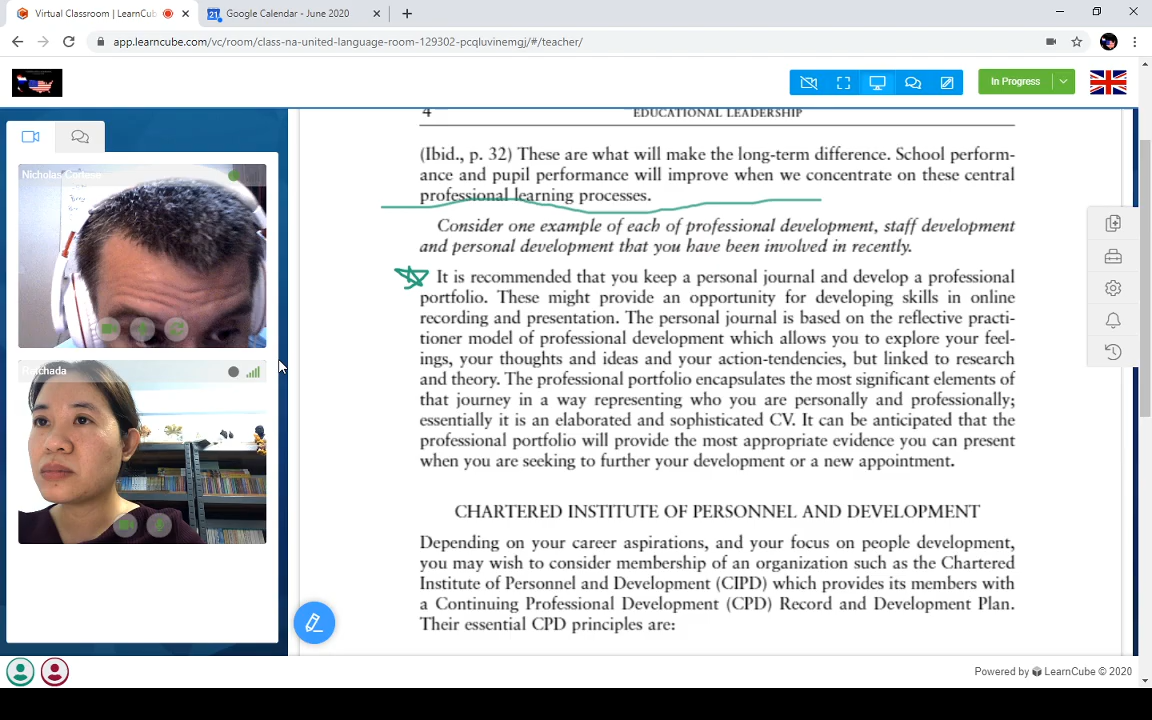 Virtual Classroom | LearnCub
Google Calendar - June 2020
app.learncube.com/vc/room/class-na-united-language-room-129302-pcqluvinemgj/#/teacher/
In Progress
Nicholas
chada
4 EDUCATIONAL LEADERSHIP
(Ibid., p. 32) These are what will make the long-term difference. School perform-
ance and pupil performance will improve when we concentrate on these central
professional learning processes.
Consider one example of each of professional development, staff development
and personal development that you have been involved in recently.
It is recommended that you keep a personal journal and develop a professional
portfolio. These might provide an opportunity for developing skills in online
recording and presentation. The personal journal is based on the reflective practi-
tioner model of professional development which allows you to explore your feel-
ings, your thoughts and ideas and your action-tendencies, but linked to research
and theory. The professional portfolio encapsulates the most significant elements of
that journey in a way representing who you are personally and professionally;
essentially it is an elaborated and sophisticated CV. It can be anticipated that the
professional portfolio will provide the most appropriate evidence you can present
when you are seeking to further your development or a new appointment.
CHARTERED INSTITUTE OF PERSONNEL AND DEVELOPMENT
Depending on your career aspirations, and your focus on people development,
you may wish to consider membership of an organization such as the Chartered
Institute of Personnel and Development (CIPD) which provides its members with
a Continuing Professional Development (CPD) Record and Development Plan.
Their essential CPD principles are:
Powered by LearnCube © 2020